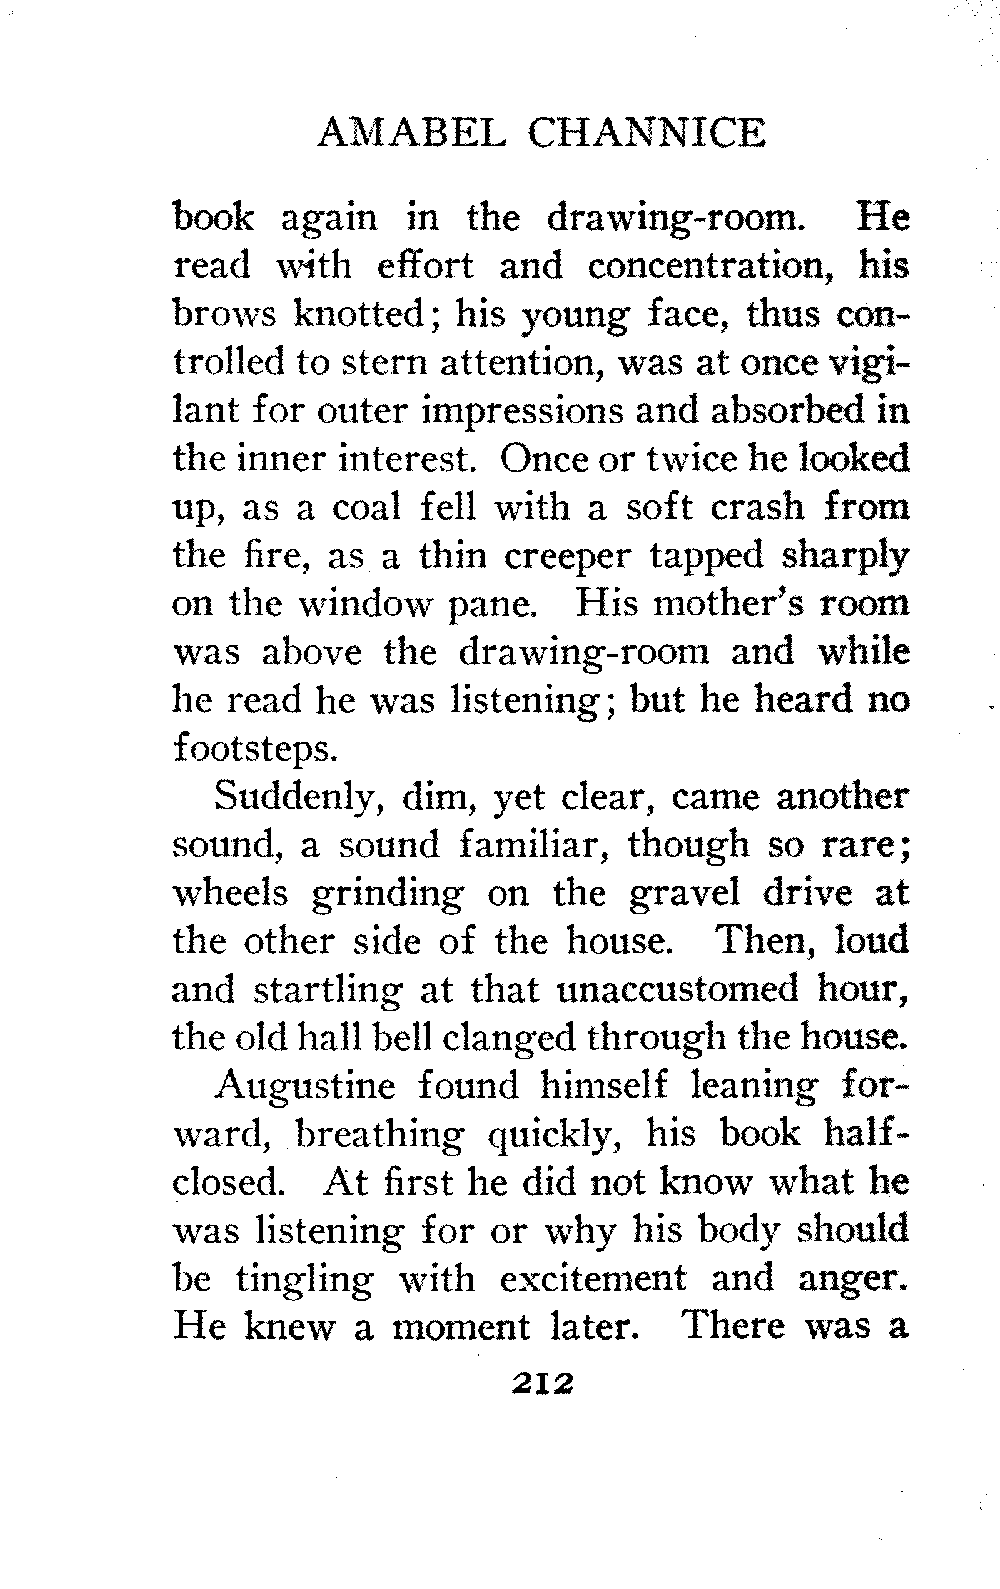 AMABEL CHANNICE
book again in the drawing-room. He
read with effort and concentration, his
brows knotted; his young face, thus con-
trolled to stern attention, was at once vigi-
lant for outer impressions and absorbed in
the inner interest. Once or twice he looked
up, as a coal fell with a soft crash from
the fire, as a thin creeper tapped sharply
on the window pane. His mother's room
was above the drawing-room and while
he read he was listening; but he heard no
footsteps.
Suddenly, dim, yet clear, came another
sound, a sound familiar, though so rare;
wheels grinding on the gravel drive at
the other side of the house. Then, loud
and startling at that unaccustomed hour,
the old hall bell clanged through the house.
Augustine found himself leaning for-
ward, breathing quickly, his book half-
closed. At first he did not know what he
was listening for or why his body should
be tingling with excitement and anger.
He knew a moment later. There was a
212